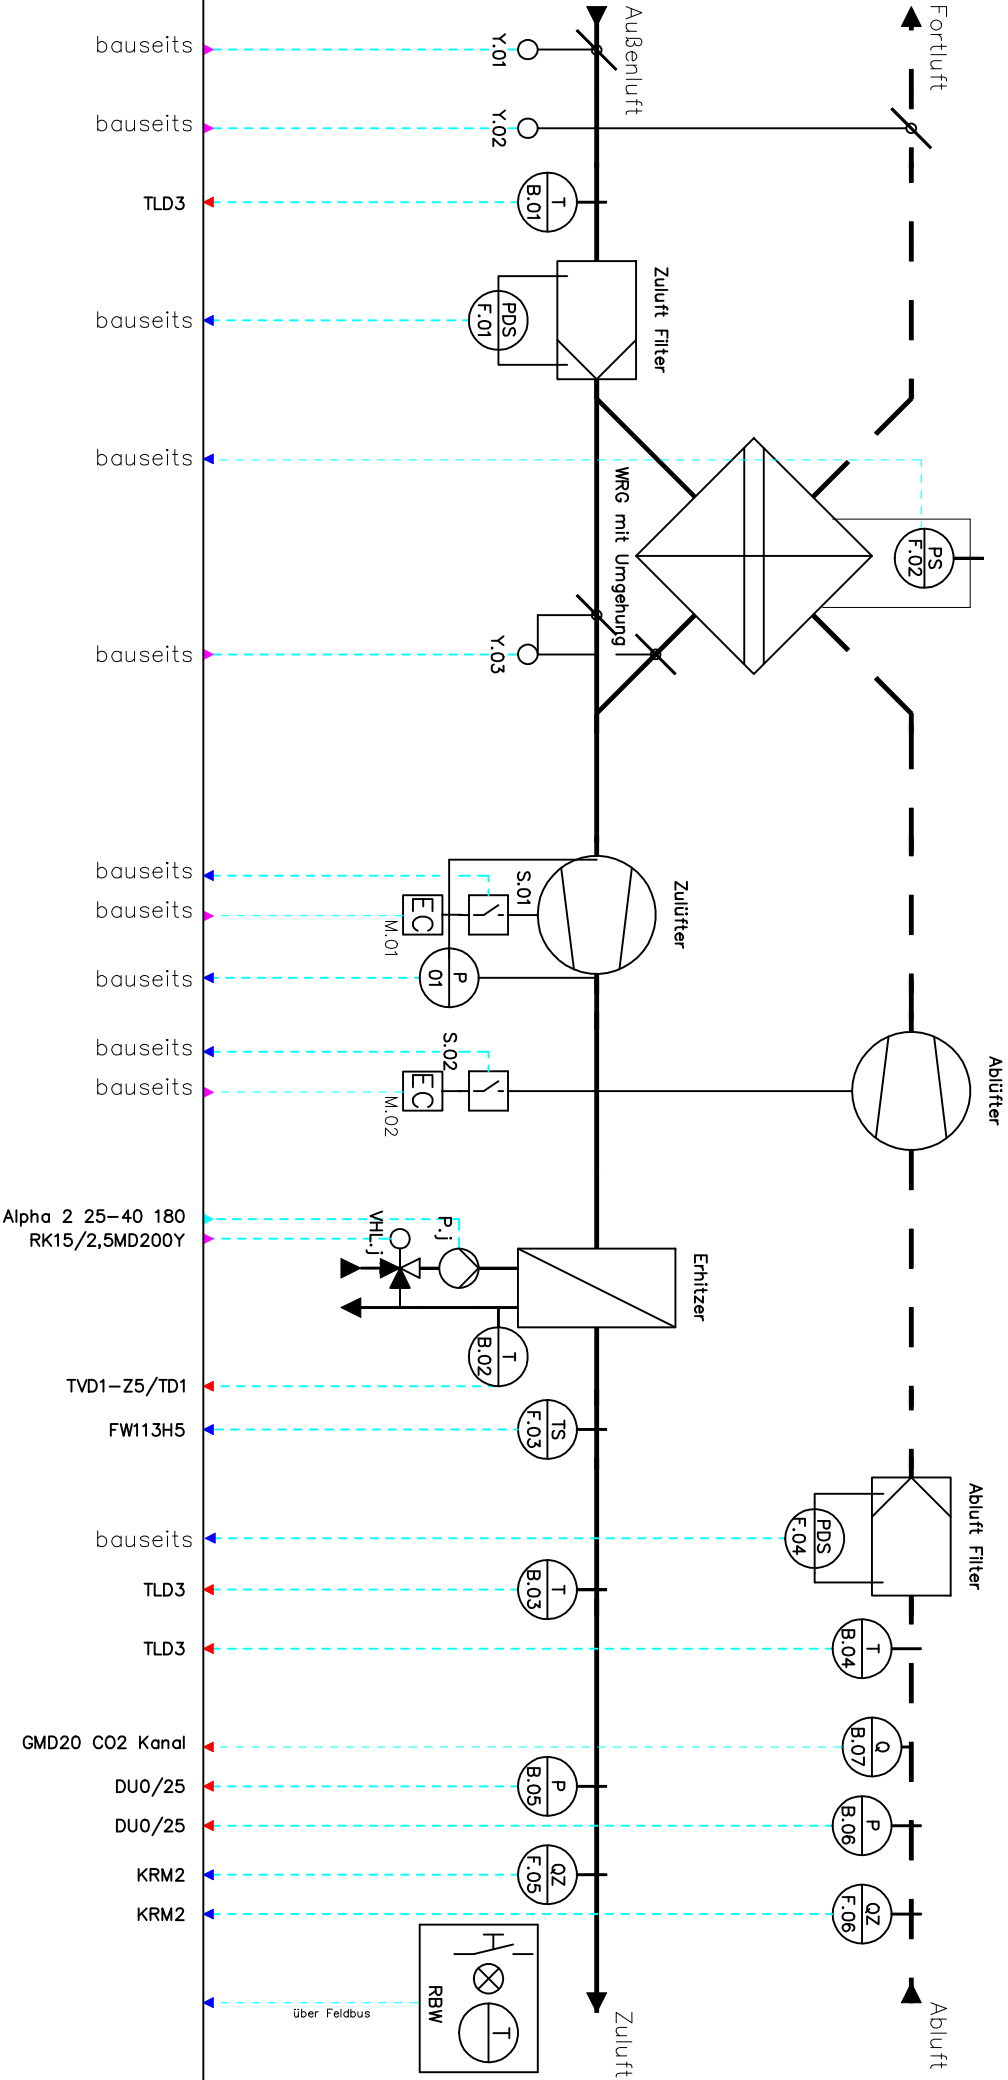 Außenluft
Fortluft
bauseits
Y.01
bauseits
Y.02
TLD3
T
B.01
Zuluft Filter
bauseits
PDS
F.01
bauseits
WRG mit Umgehung
PS
F.02
bauseits
Y.03
Zulüfter
bauseits
S.01
bauseits
EC
M.01
bauseits
P
01
Ablüfter
bauseits
S.02
bauseits
EC
M.02
Alpha 2 25-40 180
P.j
RK15/2,5MD200Y
VHL.j
Erhitzer
TVD1-Z5/TD1
T
B.02
FW113H5
TS
F.03
Abluft Filter
bauseits
PDS
F.04
TLD3
T
B.03
TLD3
T
B.04
GMD20 CO2 Kanal
Q
B.07
DU0/25
P
B.05
DU0/25
P
B.06
KRM2
QZ
F.05
KRM2
QZ
F.06
RBW
T
über Feldbus
Zuluft
Abluft